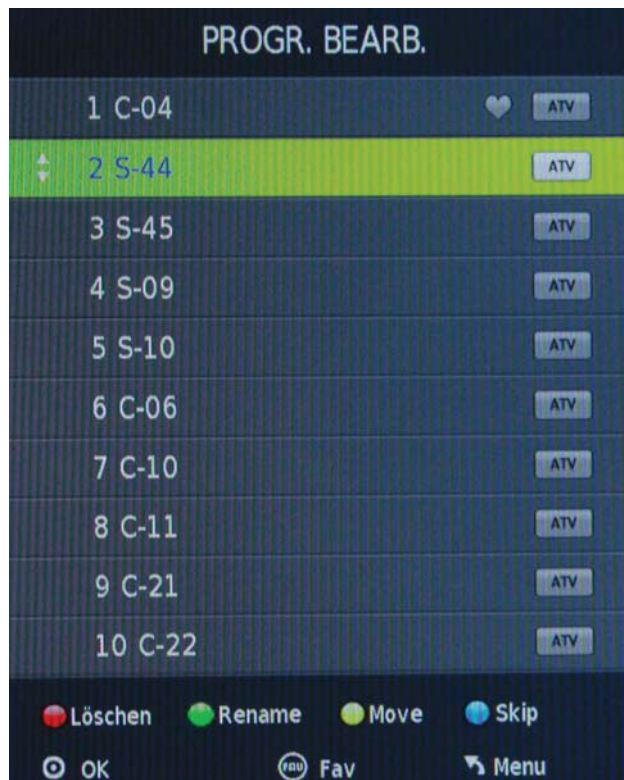 PROGR. BEARB.
1 C-04 ATV
2 S-44 ATV
3 S-45 ATV
4 S-09 ATV
5 S-10 ATV
6 C-06 ATV
7 C-10 ATV
8 C-11 ATV
9 C-21 ATV
10 C-22 ATV
Löschen Rename Move Skip
OK FAV Fav Menu